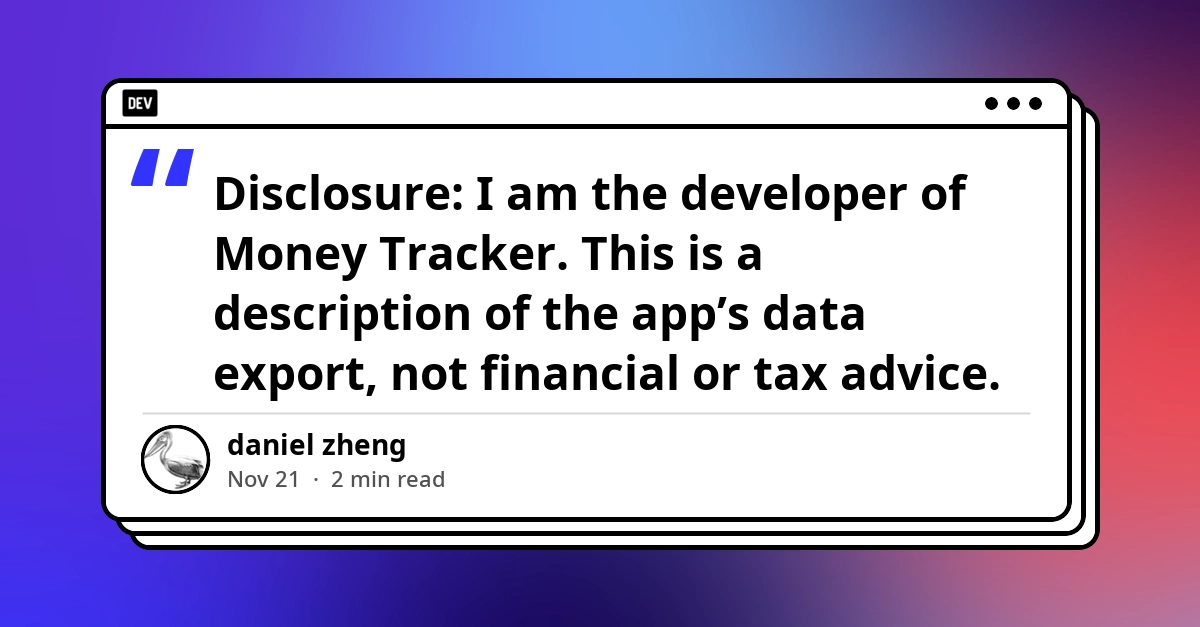 DEV
“
Disclosure: I am the developer of
Money Tracker. This is a
description of the app’s data
export, not financial or tax advice.
daniel zheng
Nov 21 · 2 min read